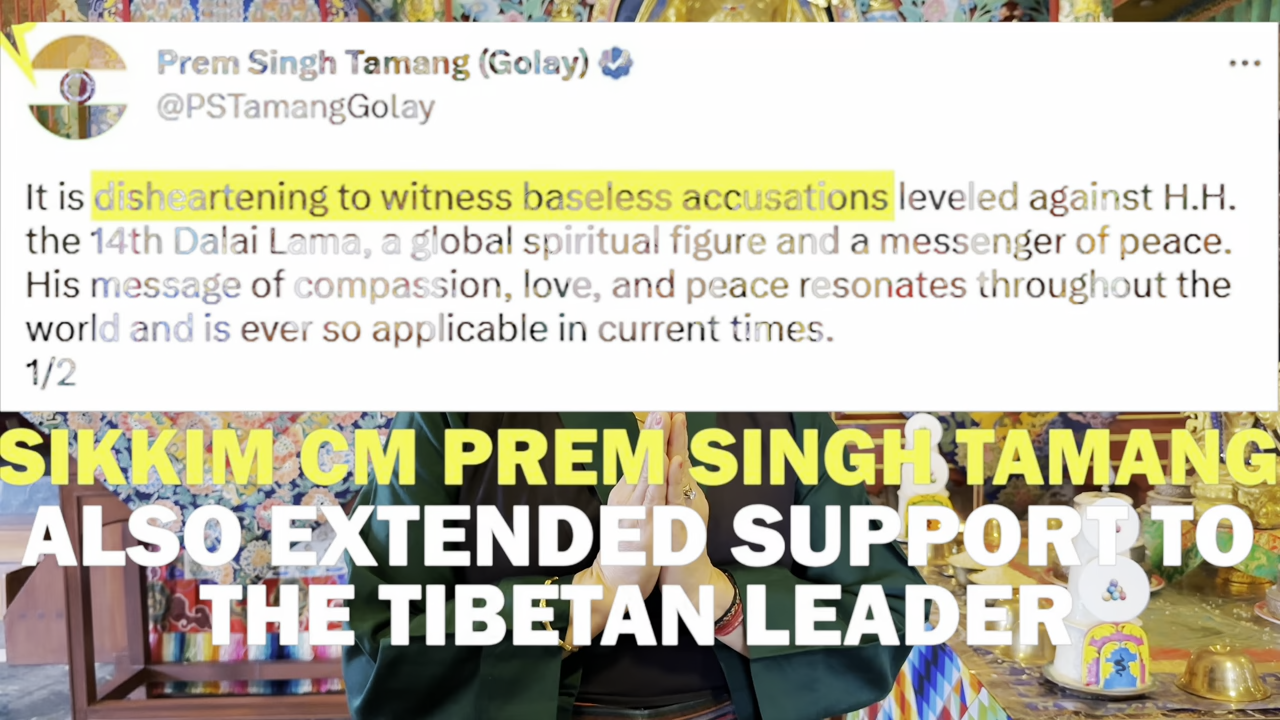 Prem Singh Tamang (Golay)
@PSTamangGolay
It is disheartening to witness baseless accusations leveled against H.H.
the 14th Dalai Lama, a global spiritual figure and a messenger of peace.
His message of compassion, love, and peace resonates throughout the
world and is ever so applicable in current times.
1/2
SIKKIM CM PREM SINGH TAMANG
ALSO EXTENDED SUPPORT TO
THE TIBETAN LEADER